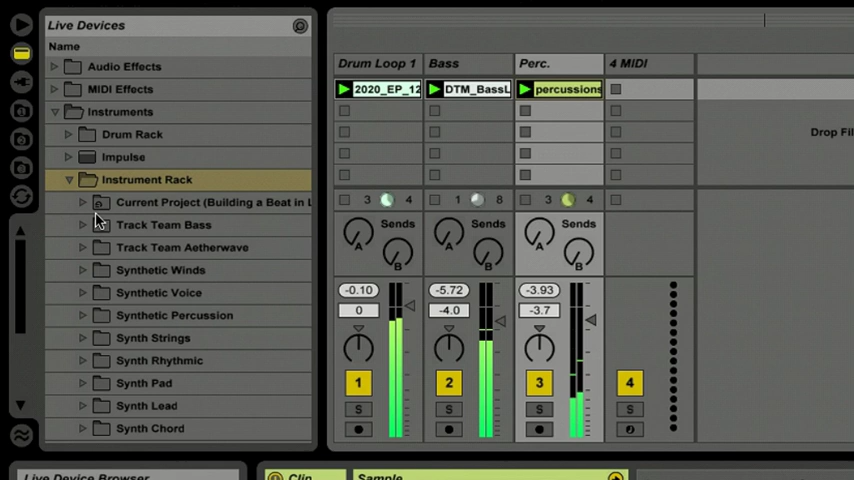 Live Devices
Name
Audio Effects
MIDI Effects
Instruments
Drum Rack
Impulse
Instrument Rack
Current Project (Building a Beat in L
Track Team Bass
Track Team Aetherwave
Synthetic Winds
Synthetic Voice
Synthetic Percussion
Synth Strings
Synth Rhythmic
Synth Pad
Synth Lead
Synth Chord
Drum Loop 1 Bass Perc. 4 MIDI
2020_EP_12 DTM_BassL percussions
Drop Fil
3 4 1 8 3 4
Sends Sends Sends
A A A
B B B
-0.10 -5.72 -3.93
0 -4.0 -3.7
1 2 3 4
S S S S
Live Device Browser Clip Sample